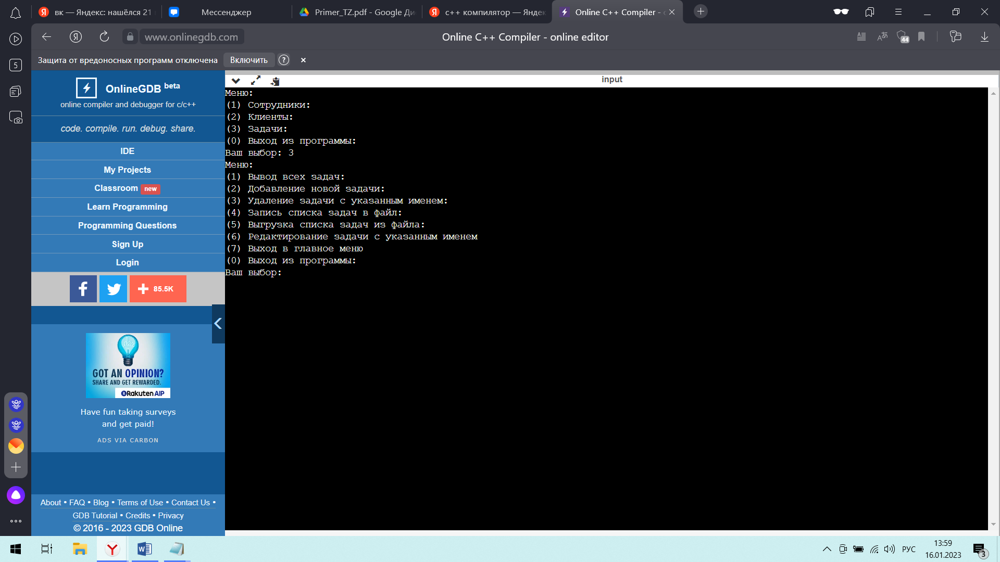 вк — Яндекс: нашёлся 21
Мессенджер
Primer_TZ.pdf - Google Ди
c++ компилятор — Яндек
Online C++ Compiler -
www.onlinegdb.com
Online C++ Compiler - online editor
44
5
Защита от вредоносных программ отключена
Включить
?
OnlineGDB beta
online compiler and debugger for c/c++
code. compile. run. debug. share.
IDE
My Projects
Classroom new
Learn Programming
Programming Questions
Sign Up
Login
85.5K
GOT AN OPINION?
SHARE AND GET REWARDED.
Rakuten AIP
Have fun taking surveys
and get paid!
ADS VIA CARBON
About • FAQ • Blog • Terms of Use • Contact Us •
GDB Tutorial • Credits • Privacy
© 2016 - 2023 GDB Online
input
Меню:
(1) Сотрудники:
(2) Клиенты:
(3) Задачи:
(0) Выход из программы:
Ваш выбор: 3
Меню:
(1) Вывод всех задач:
(2) Добавление новой задачи:
(3) Удаление задачи с указанным именем:
(4) Запись списка задач в файл:
(5) Выгрузка списка задач из файла:
(6) Редактирование задачи с указанным именем
(7) Выход в главное меню
(0) Выход из программы:
Ваш выбор:
РУС
13:59
16.01.2023
3